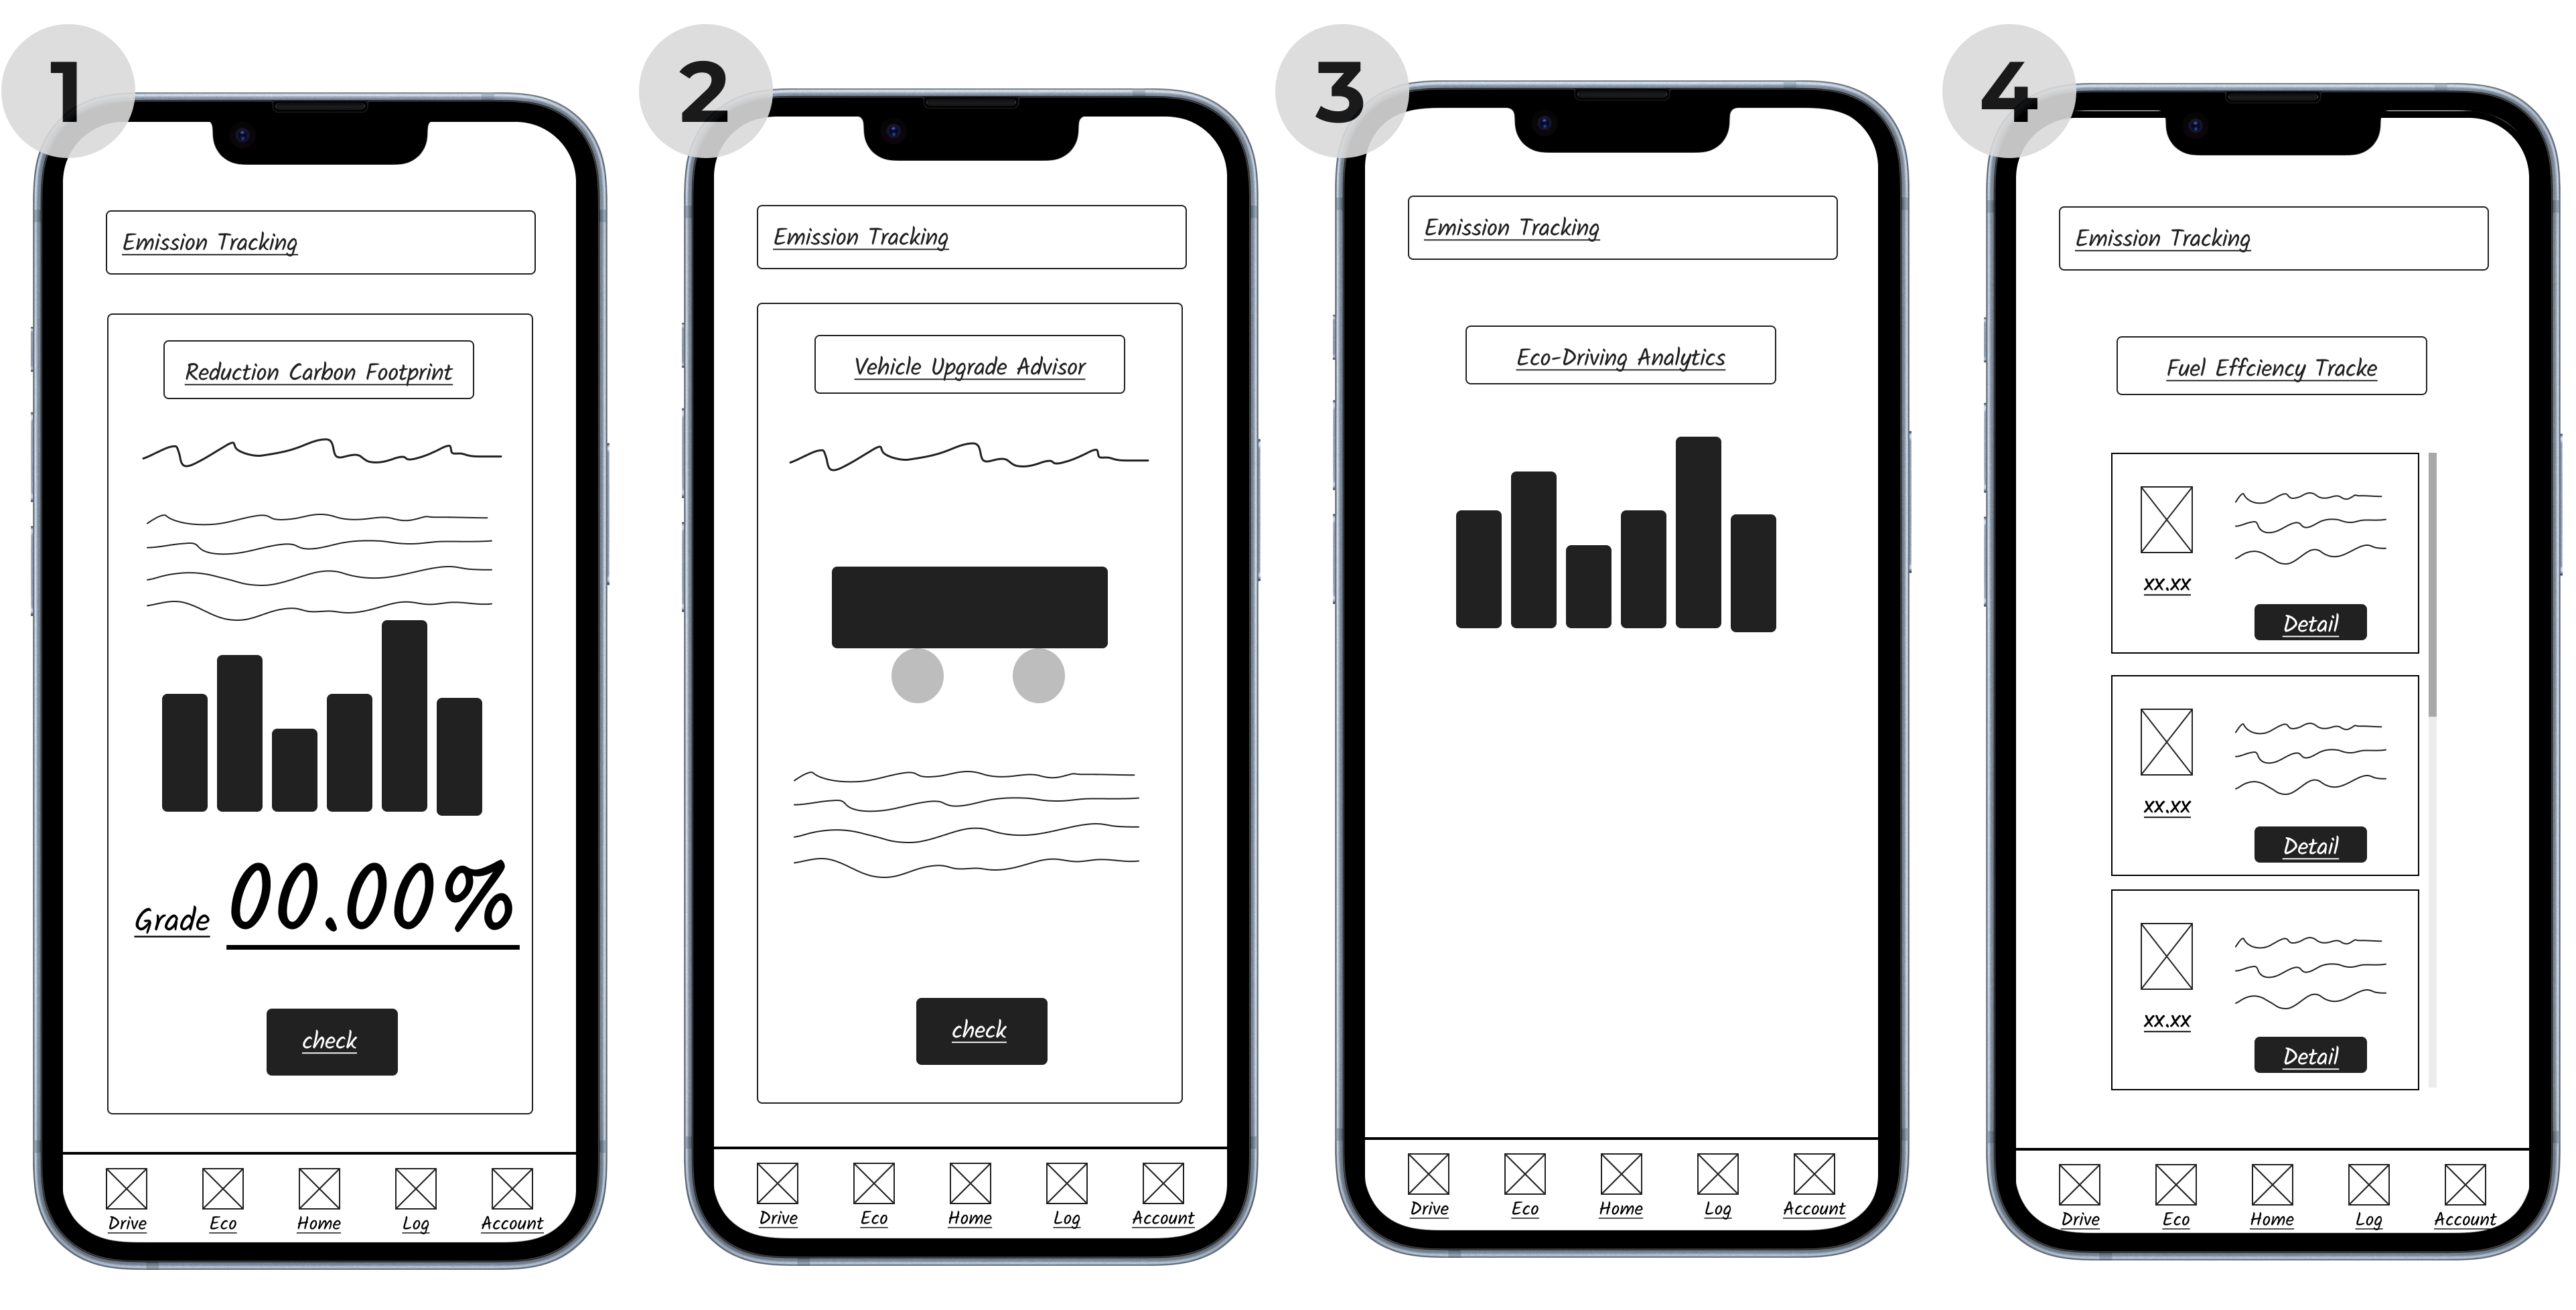 1
Emission Tracking
Reduction Carbon Footprint
Grade 00.00%
check
Drive Eco Home Log Account
2
Emission Tracking
Vehicle Upgrade Advisor
check
Drive Eco Home Log Account
3
Emission Tracking
Eco-Driving Analytics
Drive Eco Home Log Account
4
Emission Tracking
Fuel Effciency Tracke
xx.xx
Detail
xx.xx
Detail
xx.xx
Detail
Drive Eco Home Log Account